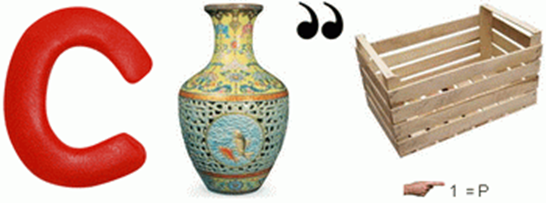 C ❛❛
1 = P